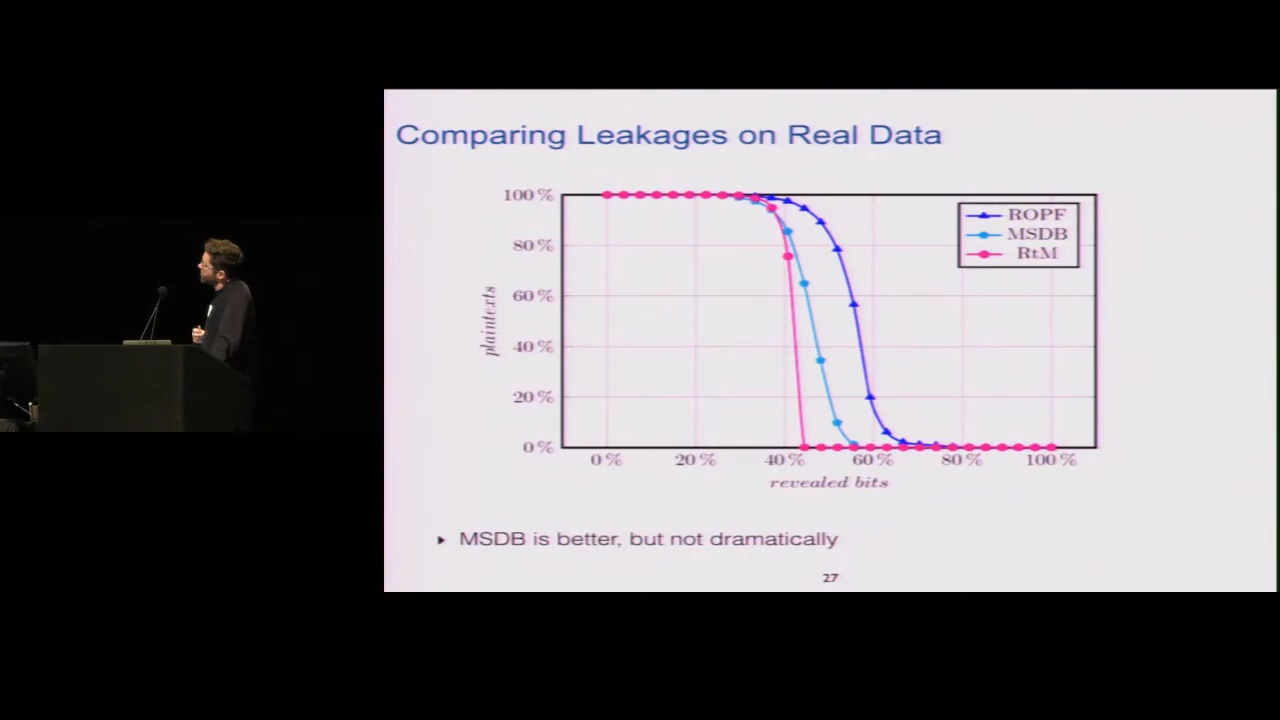 Comparing Leakages on Real Data
100 %
80 %
60 %
40 %
20 %
0 %
plaintexts
0 %
20 %
40 %
60 %
80 %
100 %
revealed bits
ROPF
MSDB
RtM
▸ MSDB is better, but not dramatically
27